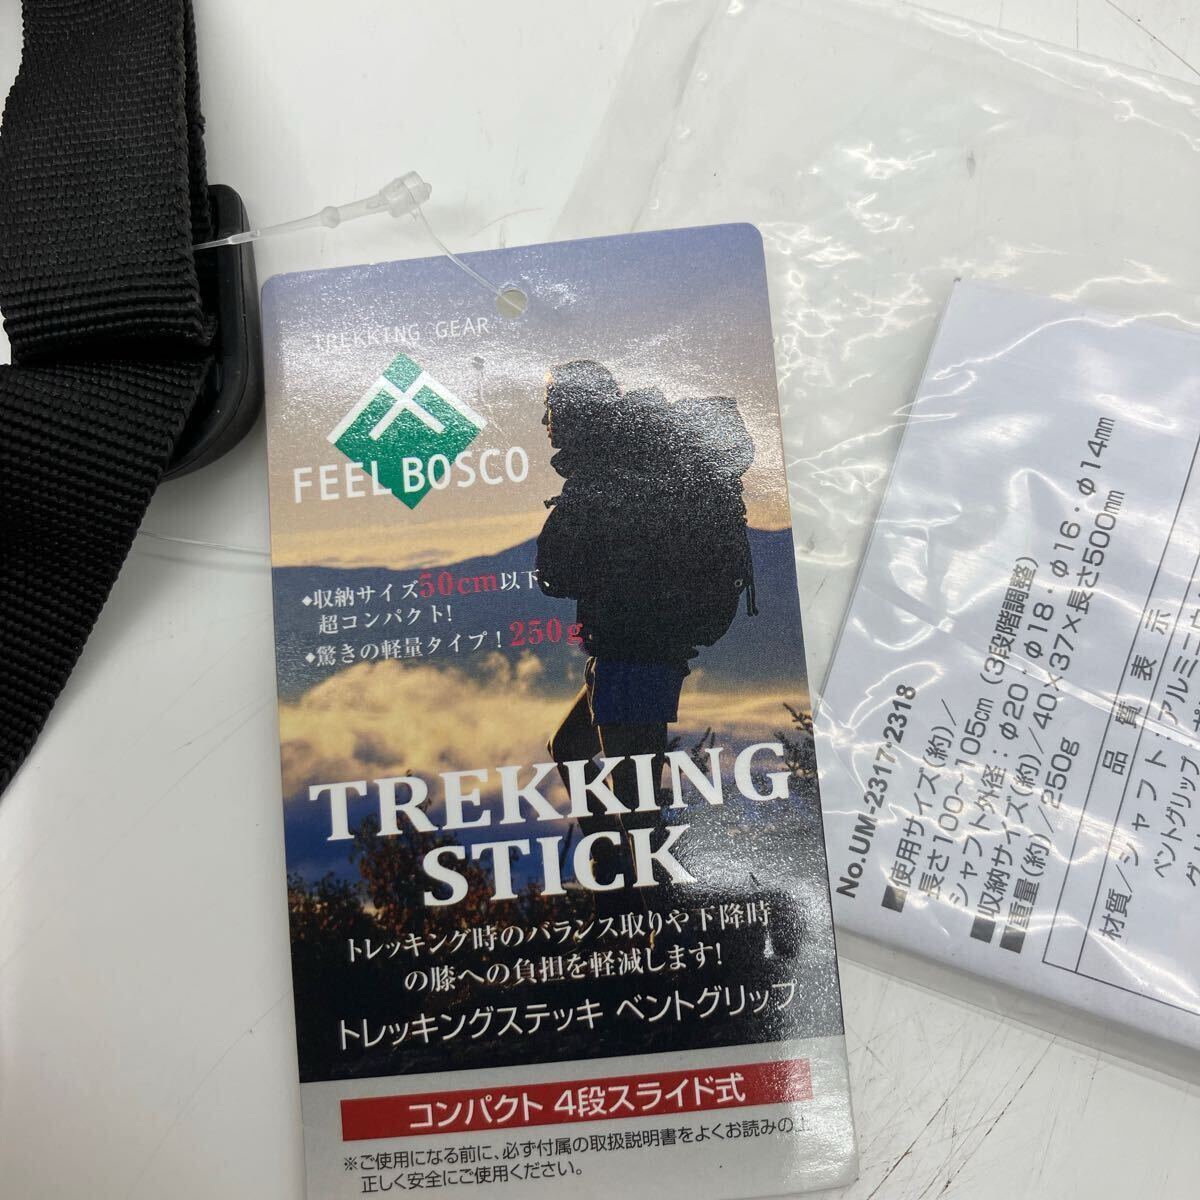 TREKKING GEAR
FEEL BOSCO
◆収納サイズ50cm以下、
超コンパクト!
◆驚きの軽量タイプ!250g
TREKKING
STICK
トレッキング時のバランス取りや下降時
の膝への負担を軽減します!
トレッキングステッキ ベントグリップ
コンパクト 4段スライド式
※ご使用になる前に、必ず付属の取扱説明書をよくお読みの上
正しく安全にご使用ください。
No.UM-2317・2318
■使用サイズ(約)/
長さ100~105cm(3段階調整)
シャフト外径:φ20・φ18・φ16・φ14mm
■収納サイズ(約)/40×37×長さ500mm
■重量(約)/250g
品質表示
材質/シャフト:アルミニウ
ベントグリップ